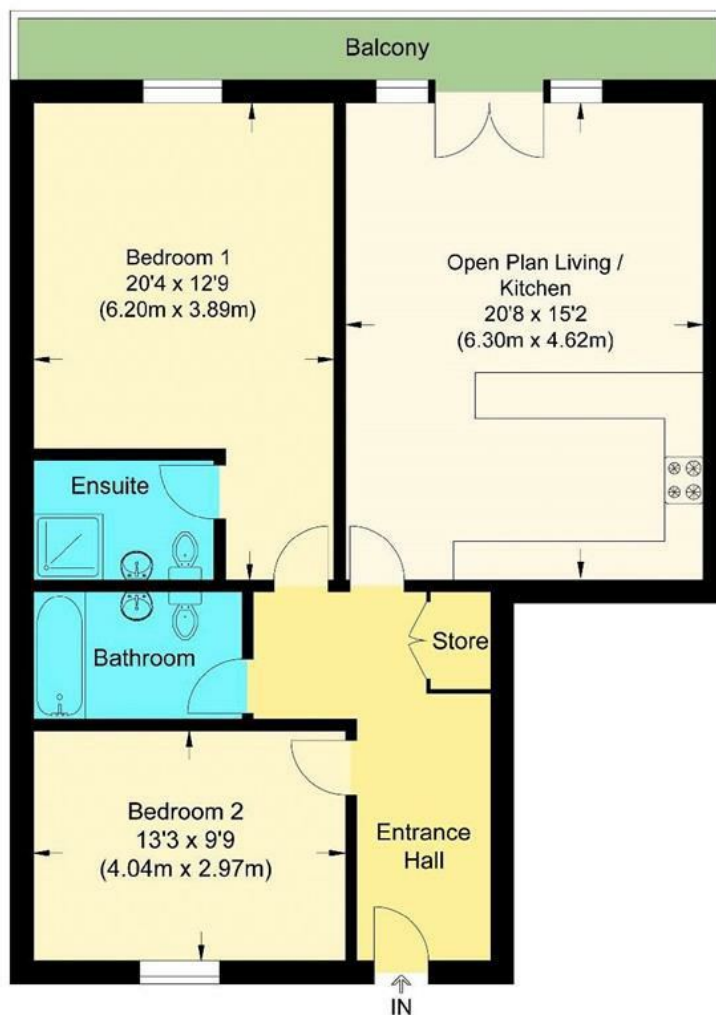 Balcony
Bedroom 1
20'4 x 12'9
(6.20m x 3.89m)
Open Plan Living /
Kitchen
20'8 x 15'2
(6.30m x 4.62m)
Ensuite
Bathroom
Store
Bedroom 2
13'3 x 9'9
(4.04m x 2.97m)
Entrance
Hall
IN